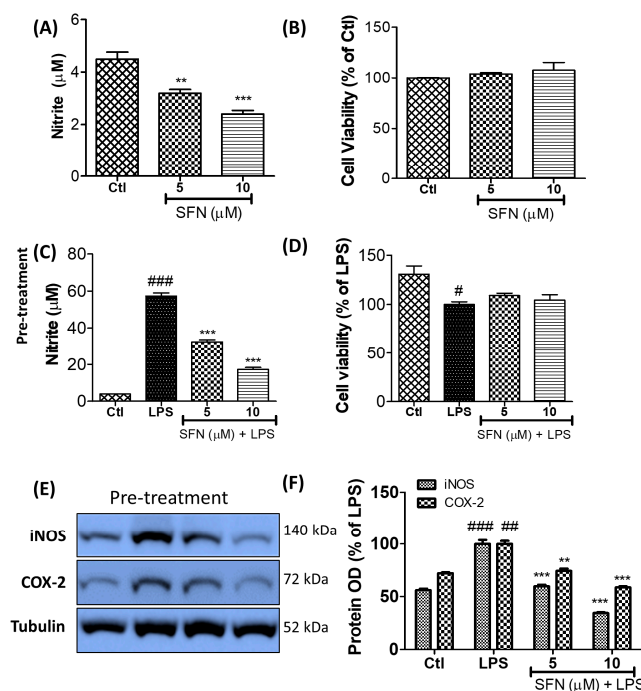 (A)
Nitrite (μM)
6
4
2
0
**
***
Ctl
5
10
SFN (μM)
(B)
Cell Viability (% of Ctl)
150
100
50
0
Ctl
5
10
SFN (μM)
Pre-treatment
(C)
Nitrite (μM)
80
60
40
20
0
###
***
***
Ctl
LPS
5
10
SFN (μM) + LPS
(D)
Cell viability (% of LPS)
150
100
50
0
#
Ctl
LPS
5
10
SFN (μM) + LPS
(E)
Pre-treatment
iNOS
140 kDa
COX-2
72 kDa
Tubulin
52 kDa
(F)
Protein OD (% of LPS)
iNOS
COX-2
150
100
50
0
### ##
*** **
*** ***
Ctl
LPS
5
10
SFN (μM) + LPS